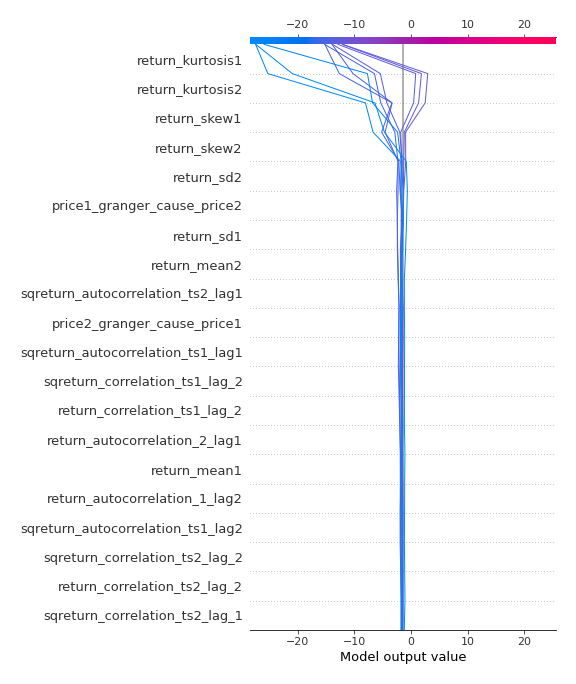 −20 −10 0 10 20
return_kurtosis1
return_kurtosis2
return_skew1
return_skew2
return_sd2
price1_granger_cause_price2
return_sd1
return_mean2
sqreturn_autocorrelation_ts2_lag1
price2_granger_cause_price1
sqreturn_autocorrelation_ts1_lag1
sqreturn_correlation_ts1_lag_2
return_correlation_ts1_lag_2
return_autocorrelation_2_lag1
return_mean1
return_autocorrelation_1_lag2
sqreturn_autocorrelation_ts1_lag2
sqreturn_correlation_ts2_lag_2
return_correlation_ts2_lag_2
sqreturn_correlation_ts2_lag_1
−20 −10 0 10 20
Model output value